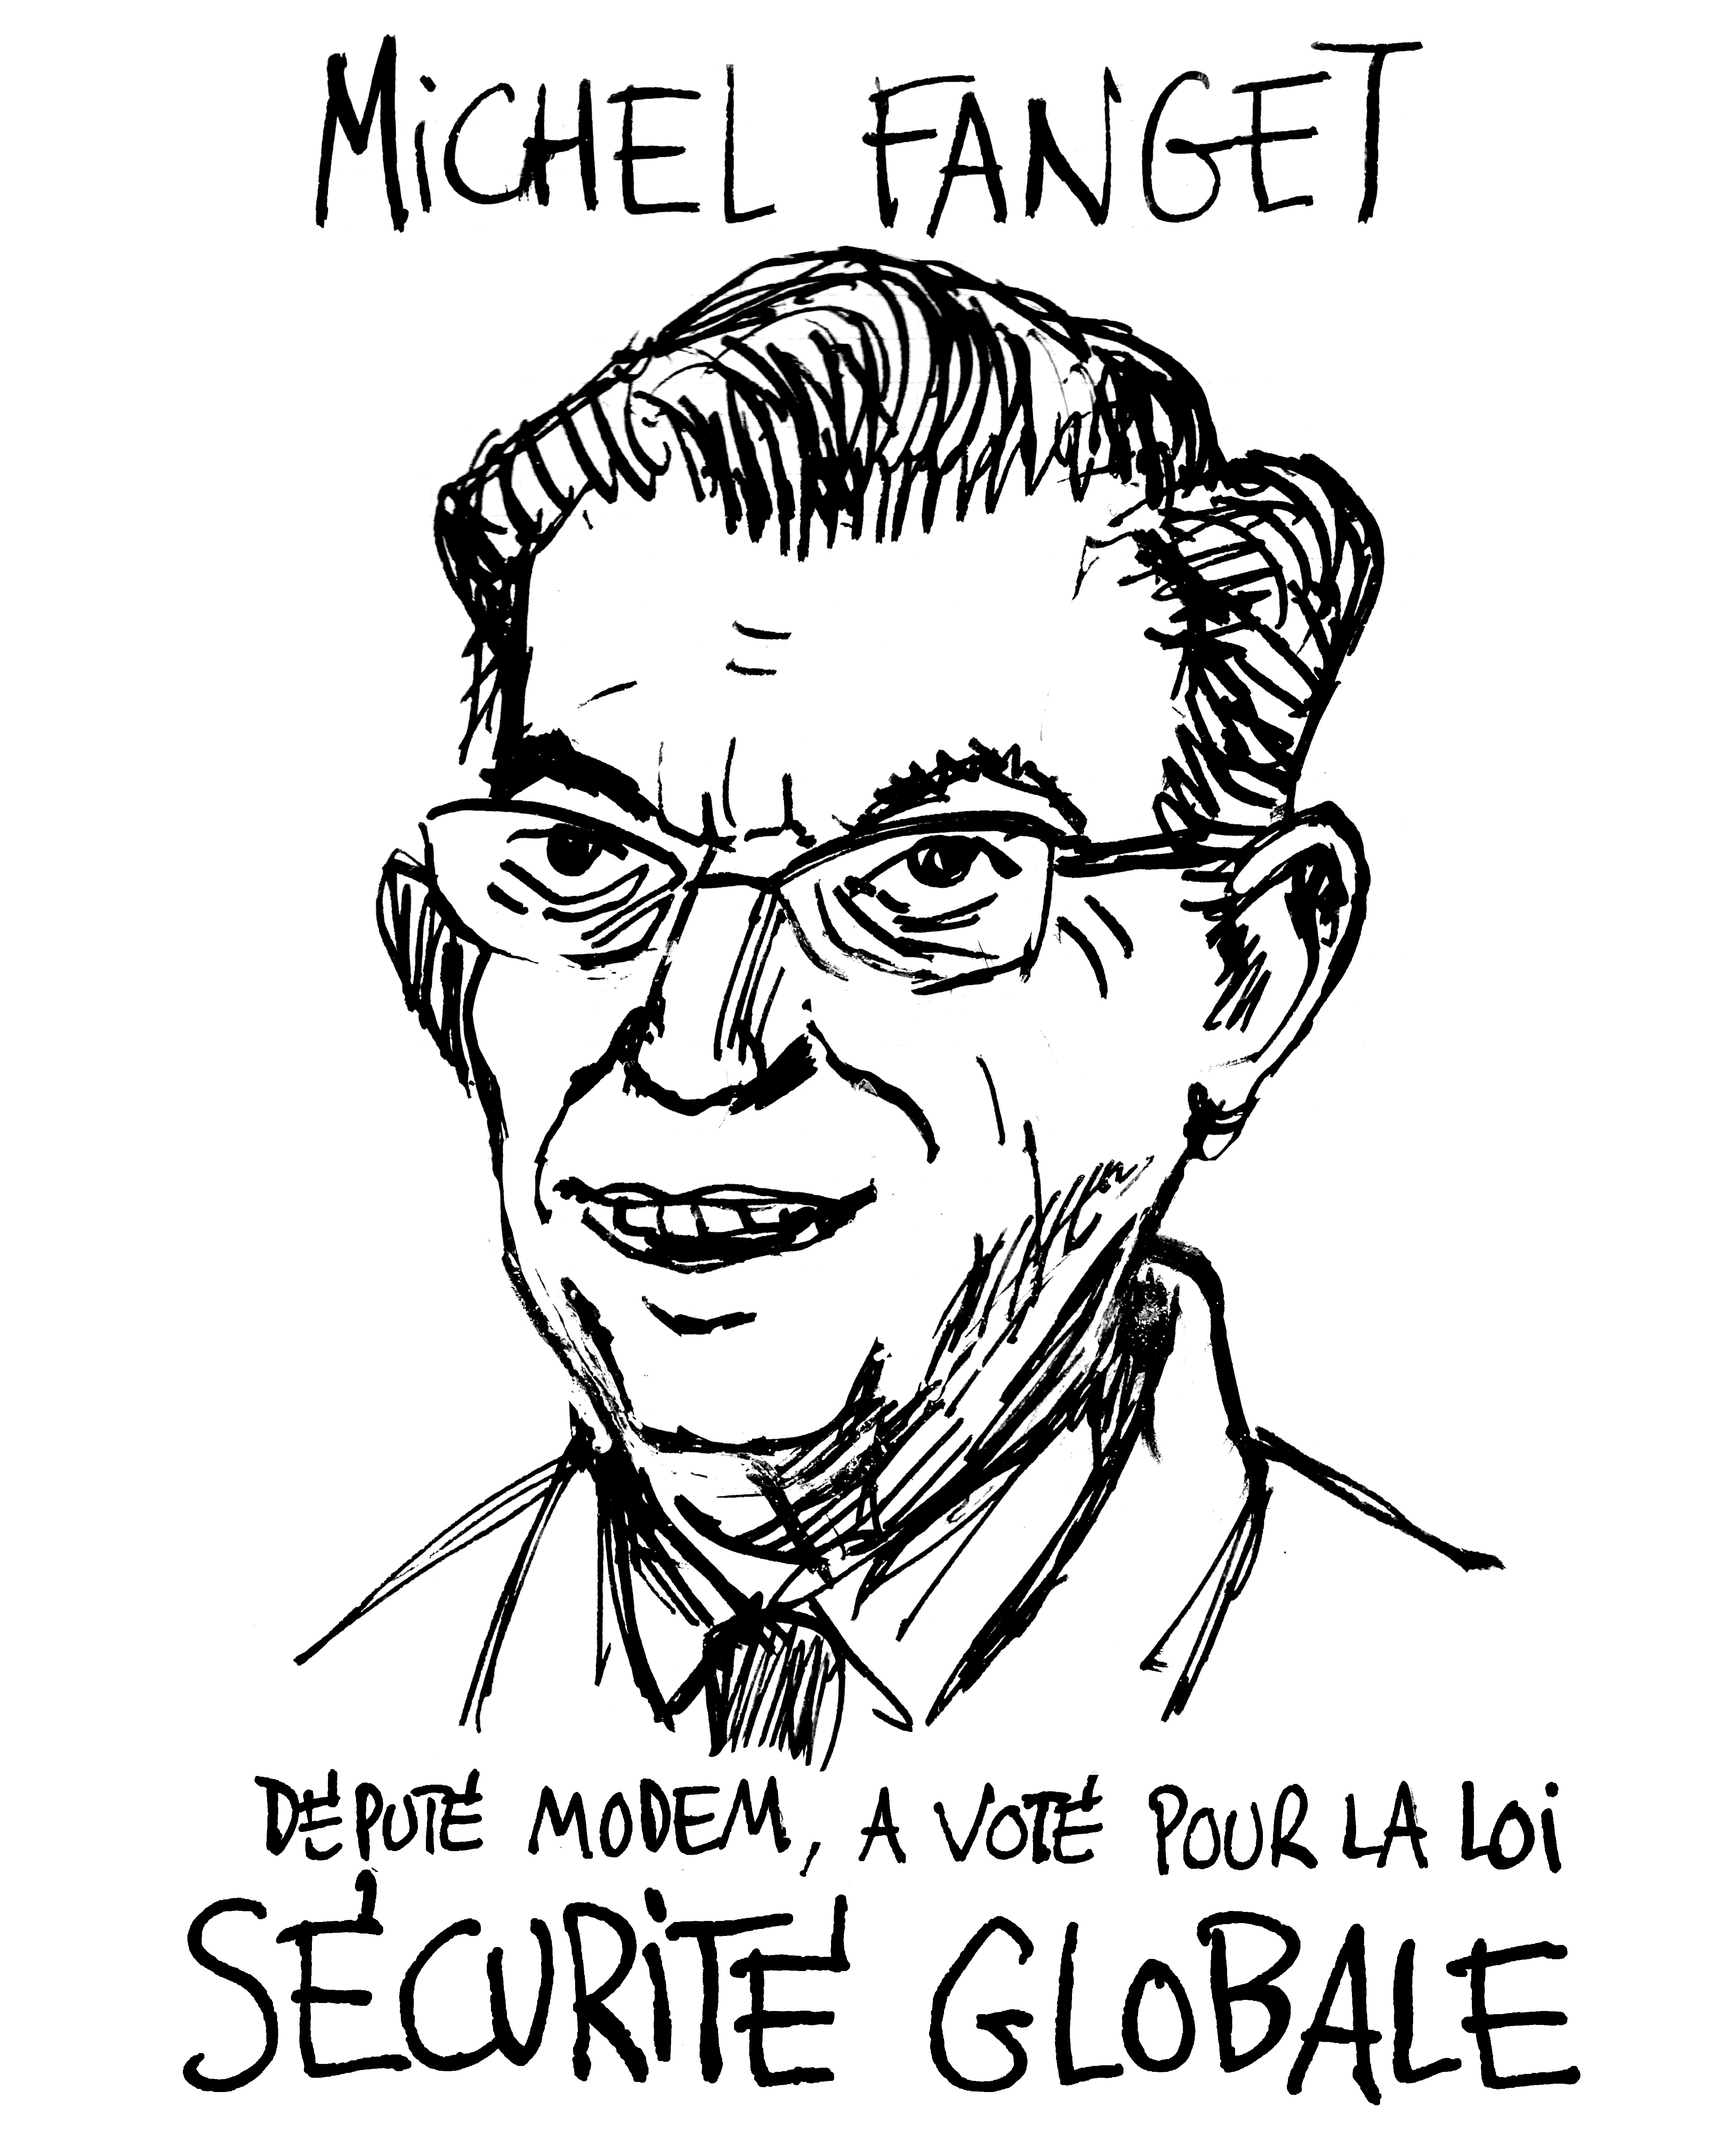 MiCHEL FANGET
DÉPUTÉ MODEM, A VOTÉ POUR LA LOi
SÉCURiTÉ GLOBALE